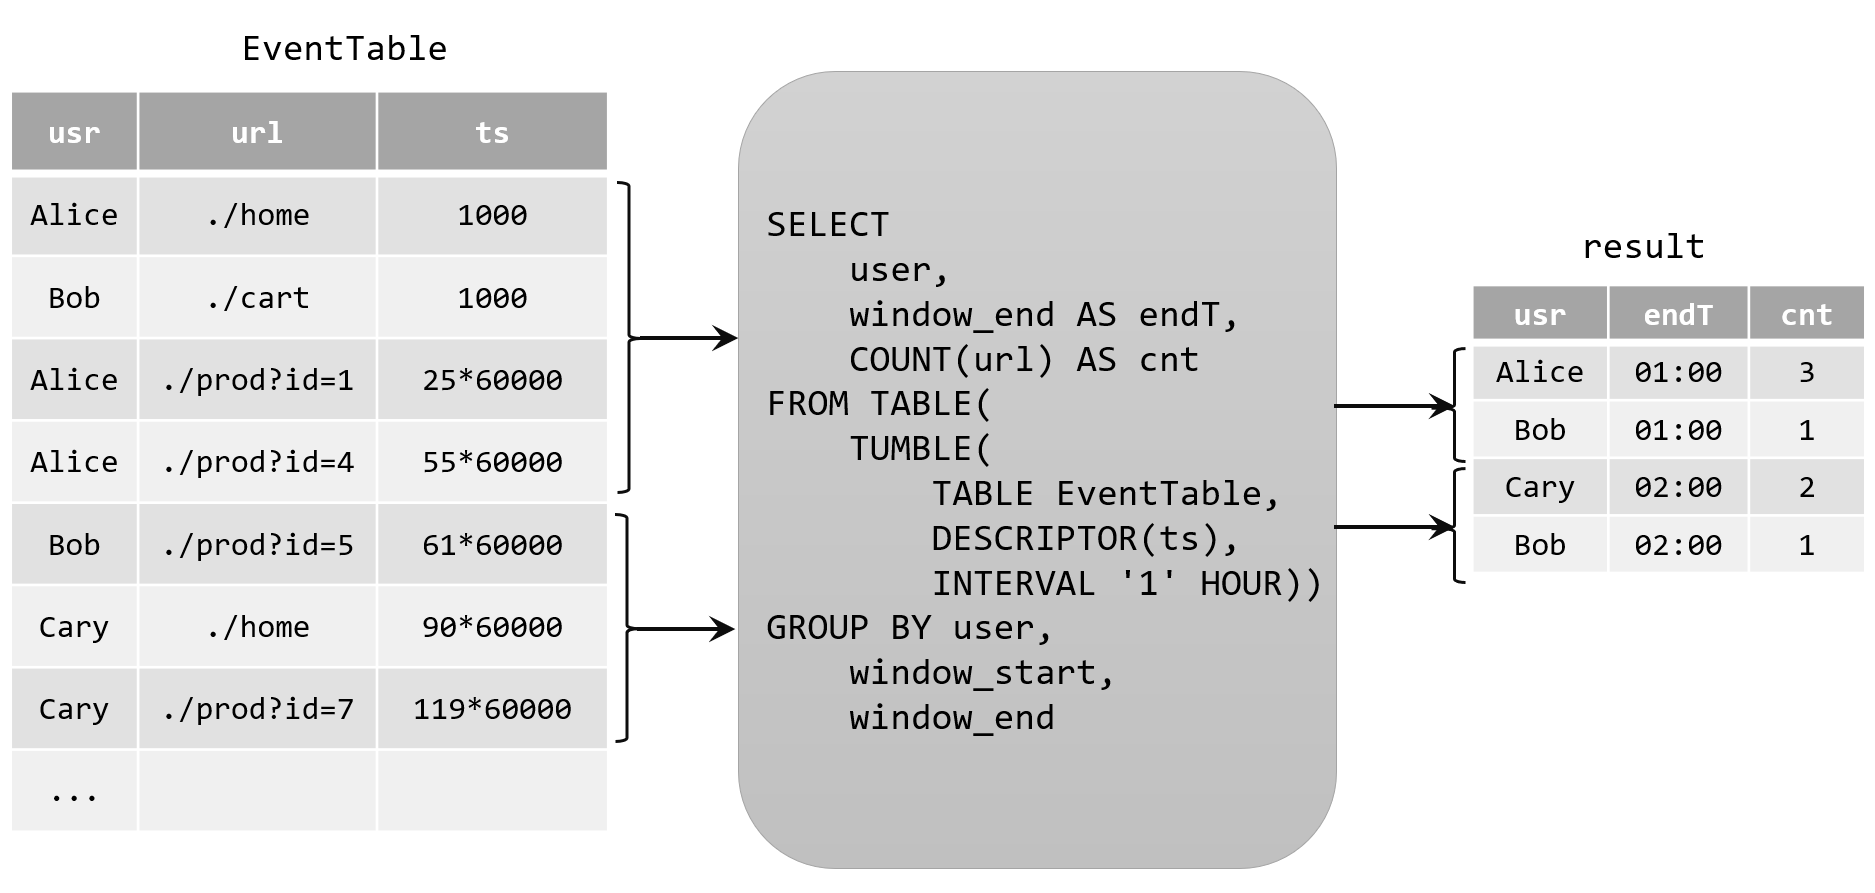 EventTable
usr url ts
Alice ./home 1000
Bob ./cart 1000
Alice ./prod?id=1 25*60000
Alice ./prod?id=4 55*60000
Bob ./prod?id=5 61*60000
Cary ./home 90*60000
Cary ./prod?id=7 119*60000
...
SELECT
user,
window_end AS endT,
COUNT(url) AS cnt
FROM TABLE(
TUMBLE(
TABLE EventTable,
DESCRIPTOR(ts),
INTERVAL '1' HOUR))
GROUP BY user,
window_start,
window_end
result
usr endT cnt
Alice 01:00 3
Bob 01:00 1
Cary 02:00 2
Bob 02:00 1